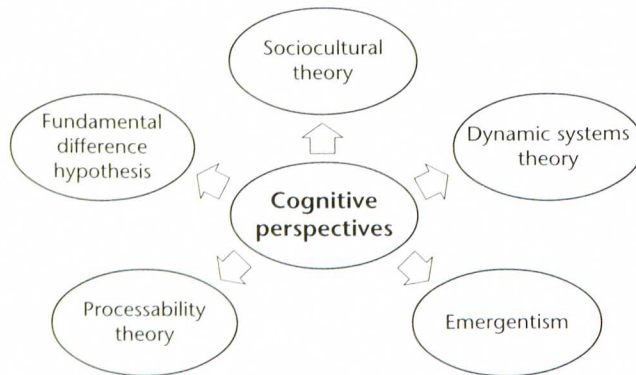 Sociocultural
theory
Fundamental
difference
hypothesis
Dynamic systems
theory
Cognitive
perspectives
Processability
theory
Emergentism